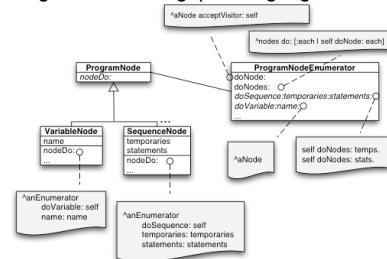 ^aNode acceptVisitor: self
^nodes do: [:each | self doNode: each]
ProgramNode
nodeDo:
ProgramNodeEnumerator
doNode:
doNodes:
doSequence:temporaries:statements:
doVariable:name:
...
...
VariableNode
name
nodeDo:
...
SequenceNode
temporaries
statements
nodeDo:
...
^aNode
self doNodes: temps.
self doNodes: stats.
^anEnumerator
doVariable: self
name: name
^anEnumerator
doSequence: self
temporaries: temporaries
statements: statements